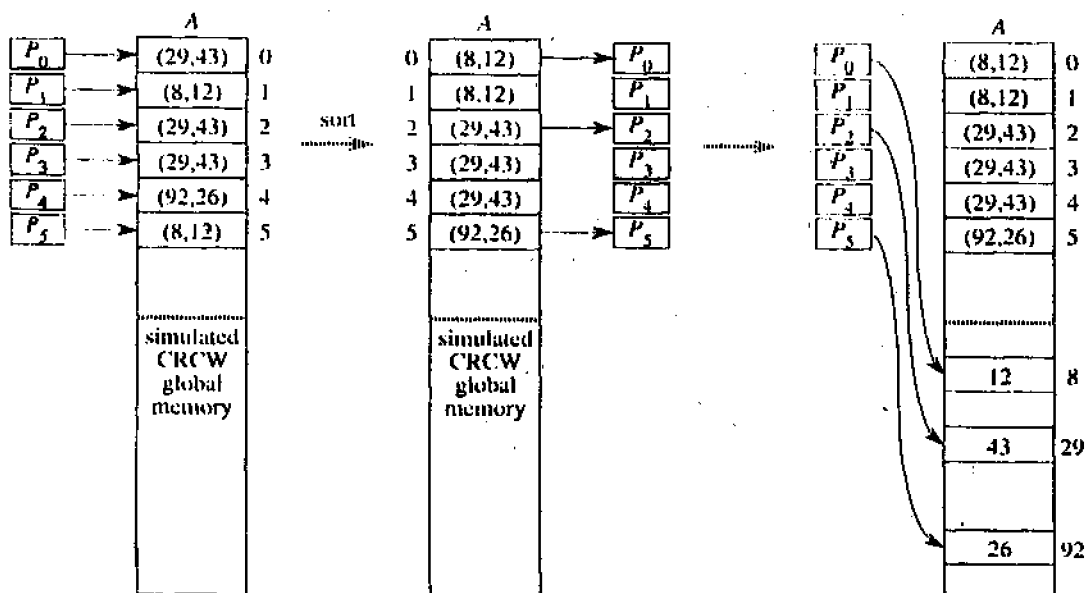 A A A
P0 (29,43) 0 0 (8,12) P0 P0 (8,12) 0
P1 (8,12) 1 1 (8,12) P1 P1 (8,12) 1
P2 (29,43) 2 sort 2 (29,43) P2 P2 (29,43) 2
P3 (29,43) 3 3 (29,43) P3 P3 (29,43) 3
P4 (92,26) 4 4 (29,43) P4 P4 (29,43) 4
P5 (8,12) 5 5 (92,26) P5 P5 (92,26) 5
simulated simulated
CRCW CRCW 12 8
global global
memory memory
43 29
26 92